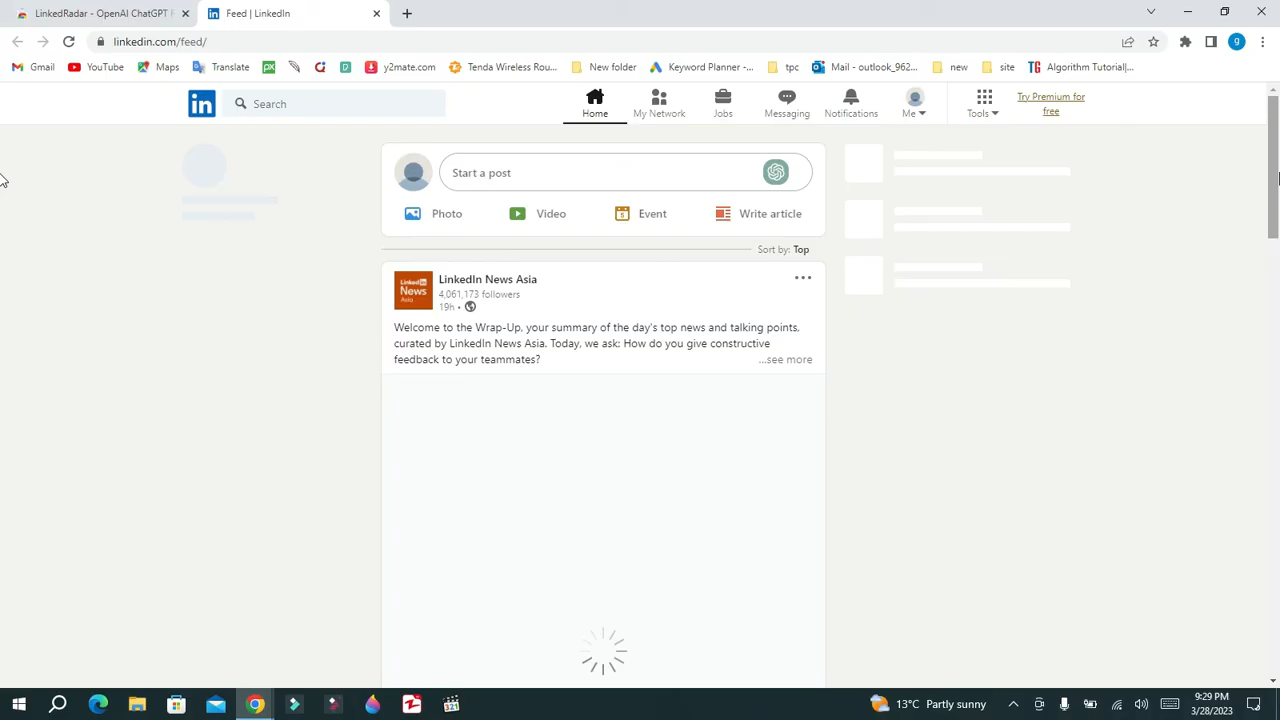 LinkedRadar - OpenAI ChatGPT
Feed | LinkedIn
linkedin.com/feed/
Gmail
YouTube
Maps
Translate
y2mate.com
Tenda Wireless Rou...
New folder
Keyword Planner -...
tpc
Mail - outlook_962...
new
site
TG Algorithm Tutorial|...
in
Search
Home
My Network
Jobs
Messaging
Notifications
Me
Tools
Try Premium for
free
Start a post
Photo
Video
Event
Write article
Sort by: Top
LinkedIn
News
Asia
LinkedIn News Asia
4,061,173 followers
19h •
Welcome to the Wrap-Up, your summary of the day's top news and talking points,
curated by LinkedIn News Asia. Today, we ask: How do you give constructive
feedback to your teammates?
...see more
13°C Partly sunny
9:29 PM
3/28/2023